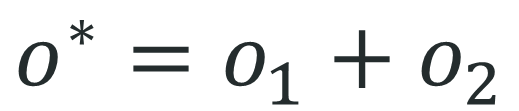 o* = o₁ + o₂